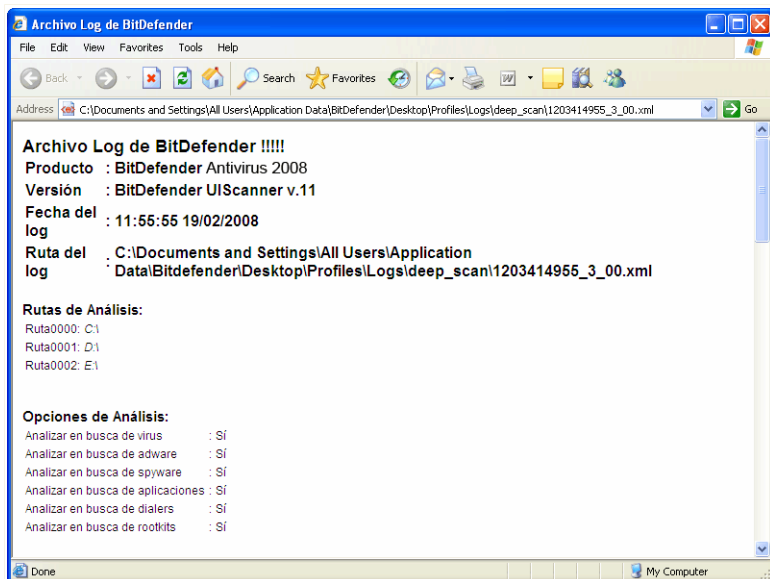 Archivo Log de BitDefender
File Edit View Favorites Tools Help
Back Search Favorites
Address C:\Documents and Settings\All Users\Application Data\BitDefender\Desktop\Profiles\Logs\deep_scan\1203414955_3_00.xml Go
Archivo Log de BitDefender !!!!!
Producto : BitDefender Antivirus 2008
Versión : BitDefender UIScanner v.11
Fecha del log : 11:55:55 19/02/2008
Ruta del log : C:\Documents and Settings\All Users\Application
Data\Bitdefender\Desktop\Profiles\Logs\deep_scan\1203414955_3_00.xml
Rutas de Análisis:
Ruta0000: C:\
Ruta0001: D:\
Ruta0002: E:\
Opciones de Análisis:
Analizar en busca de virus : Sí
Analizar en busca de adware : Sí
Analizar en busca de spyware : Sí
Analizar en busca de aplicaciones : Sí
Analizar en busca de dialers : Sí
Analizar en busca de rootkits : Sí
Done My Computer